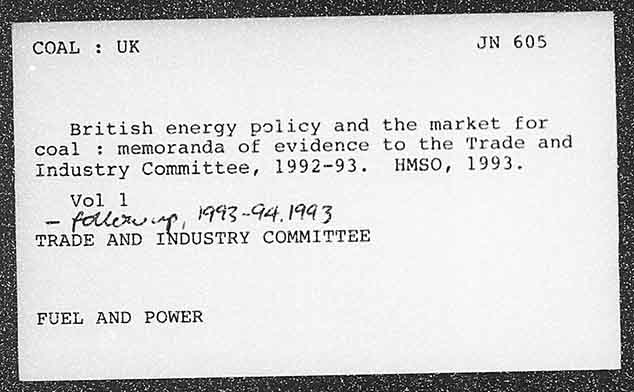 COAL : UK
JN 605
British energy policy and the market for
coal : memoranda of evidence to the Trade and
Industry Committee, 1992-93. HMSO, 1993.
Vol 1
- follow up, 1993-94. 1993
TRADE AND INDUSTRY COMMITTEE
FUEL AND POWER